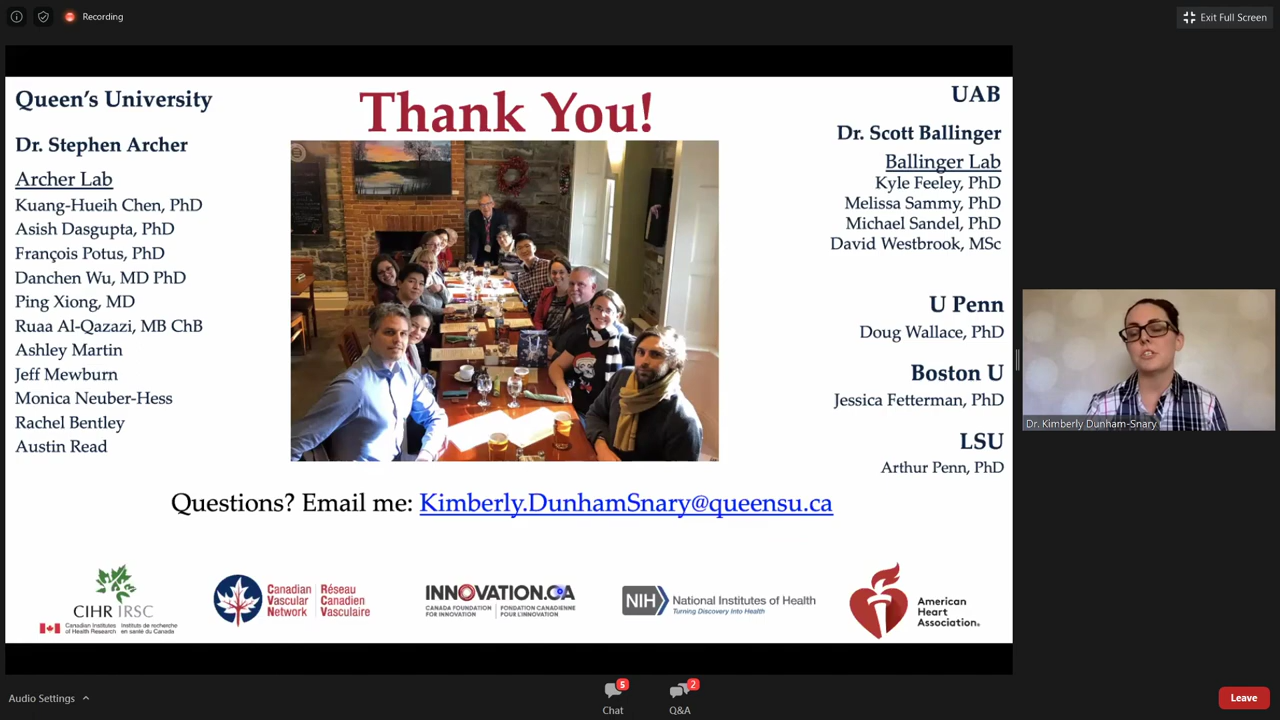 Recording
Exit Full Screen
Thank You!
Queen's University
Dr. Stephen Archer
Archer Lab
Kuang-Hueih Chen, PhD
Asish Dasgupta, PhD
François Potus, PhD
Danchen Wu, MD PhD
Ping Xiong, MD
Ruaa Al-Qazazi, MB ChB
Ashley Martin
Jeff Mewburn
Monica Neuber-Hess
Rachel Bentley
Austin Read
UAB
Dr. Scott Ballinger
Ballinger Lab
Kyle Feeley, PhD
Melissa Sammy, PhD
Michael Sandel, PhD
David Westbrook, MSc
U Penn
Doug Wallace, PhD
Boston U
Jessica Fetterman, PhD
LSU
Arthur Penn, PhD
Dr. Kimberly Dunham-Snary
Questions? Email me: Kimberly.DunhamSnary@queensu.ca
CIHR IRSC
Canadian Institutes of Health Research
Instituts de recherche en santé du Canada
Canadian Vascular Network
Réseau Canadien Vasculaire
INNOVATION.CA
CANADA FOUNDATION FOR INNOVATION
FONDATION CANADIENNE POUR L'INNOVATION
NIH
National Institutes of Health
Turning Discovery Into Health
American Heart Association.
Audio Settings
5
Chat
2
Q&A
Leave